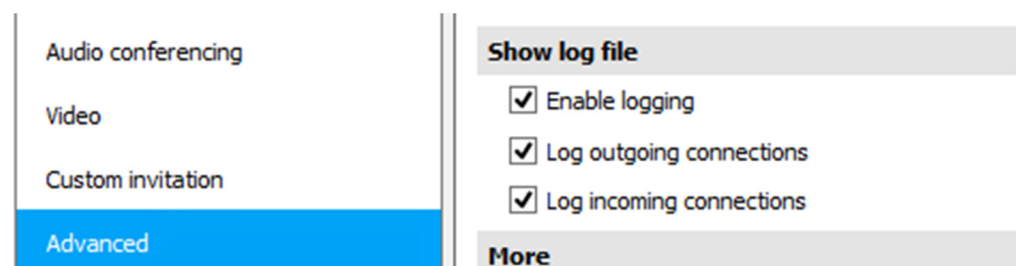 Audio conferencing
Video
Custom invitation
Advanced
Show log file
Enable logging
Log outgoing connections
Log incoming connections
More